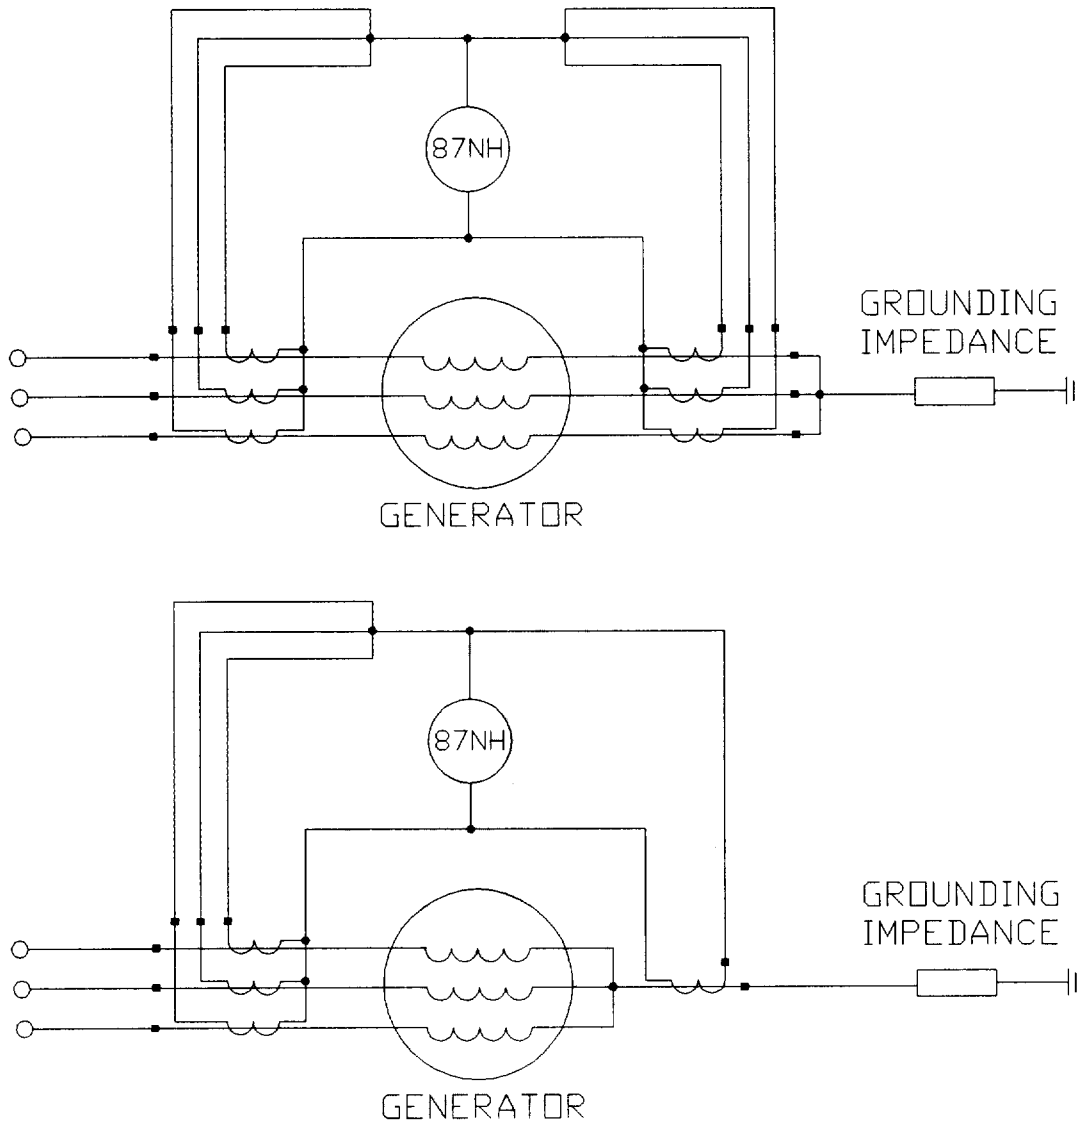 87NH
GROUNDING
IMPEDANCE
GENERATOR
87NH
GROUNDING
IMPEDANCE
GENERATOR